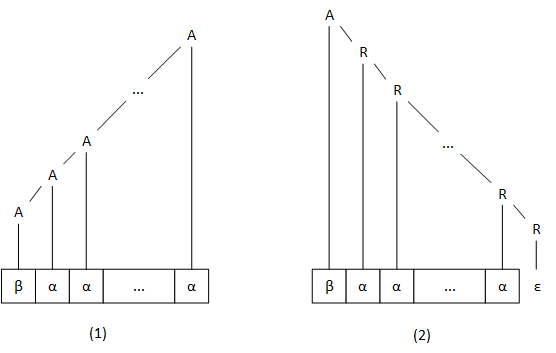 A A
R
A R
...
A ...
A R
A R
β α α ... α β α α ... α ε
(1) (2)